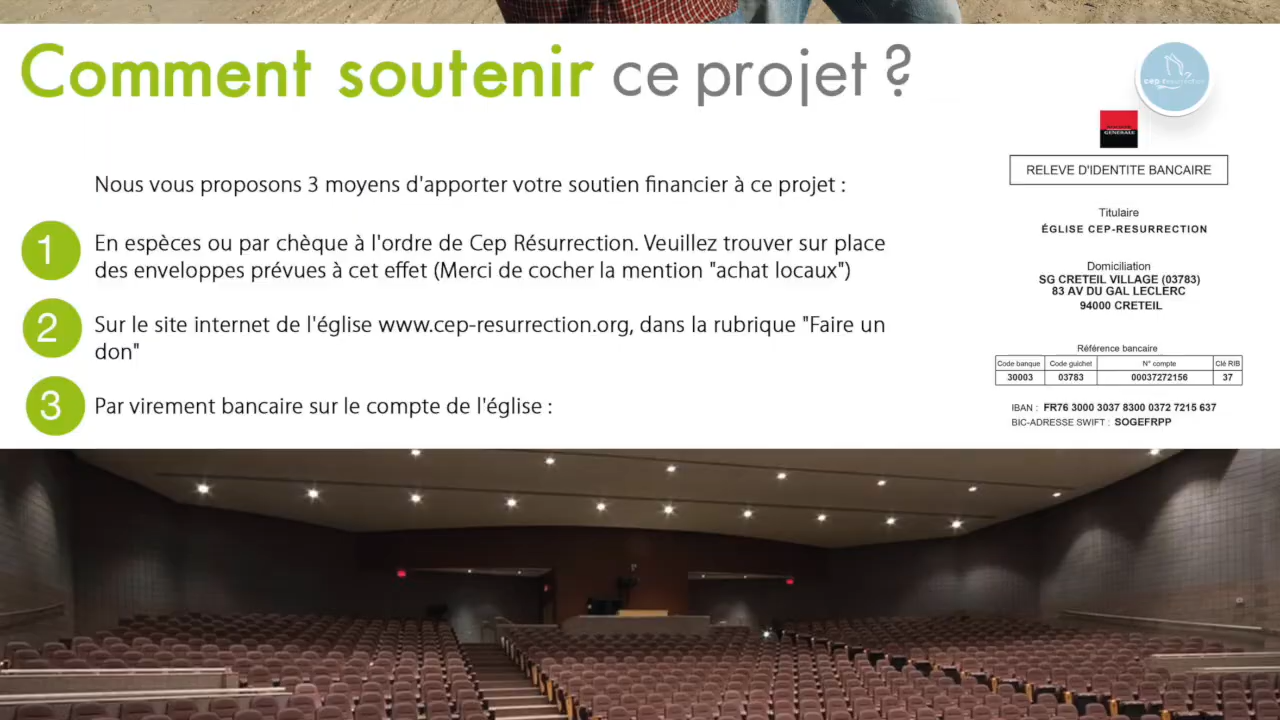 Comment soutenir ce projet ?
Nous vous proposons 3 moyens d'apporter votre soutien financier à ce projet :
1
En espèces ou par chèque à l'ordre de Cep Résurrection. Veuillez trouver sur place
des enveloppes prévues à cet effet (Merci de cocher la mention "achat locaux")
2
Sur le site internet de l'église www.cep-resurrection.org, dans la rubrique "Faire un
don"
3
Par virement bancaire sur le compte de l'église :
cep-resurrection
SOCIETE
GENERALE
RELEVE D'IDENTITE BANCAIRE
Titulaire
ÉGLISE CEP-RESURRECTION
Domiciliation
SG CRETEIL VILLAGE (03783)
83 AV DU GAL LECLERC
94000 CRETEIL
Référence bancaire
Code banque Code guichet N° compte Clé RIB
30003 03783 00037272156 37
IBAN : FR76 3000 3037 8300 0372 7215 637
BIC-ADRESSE SWIFT : SOGEFRPP